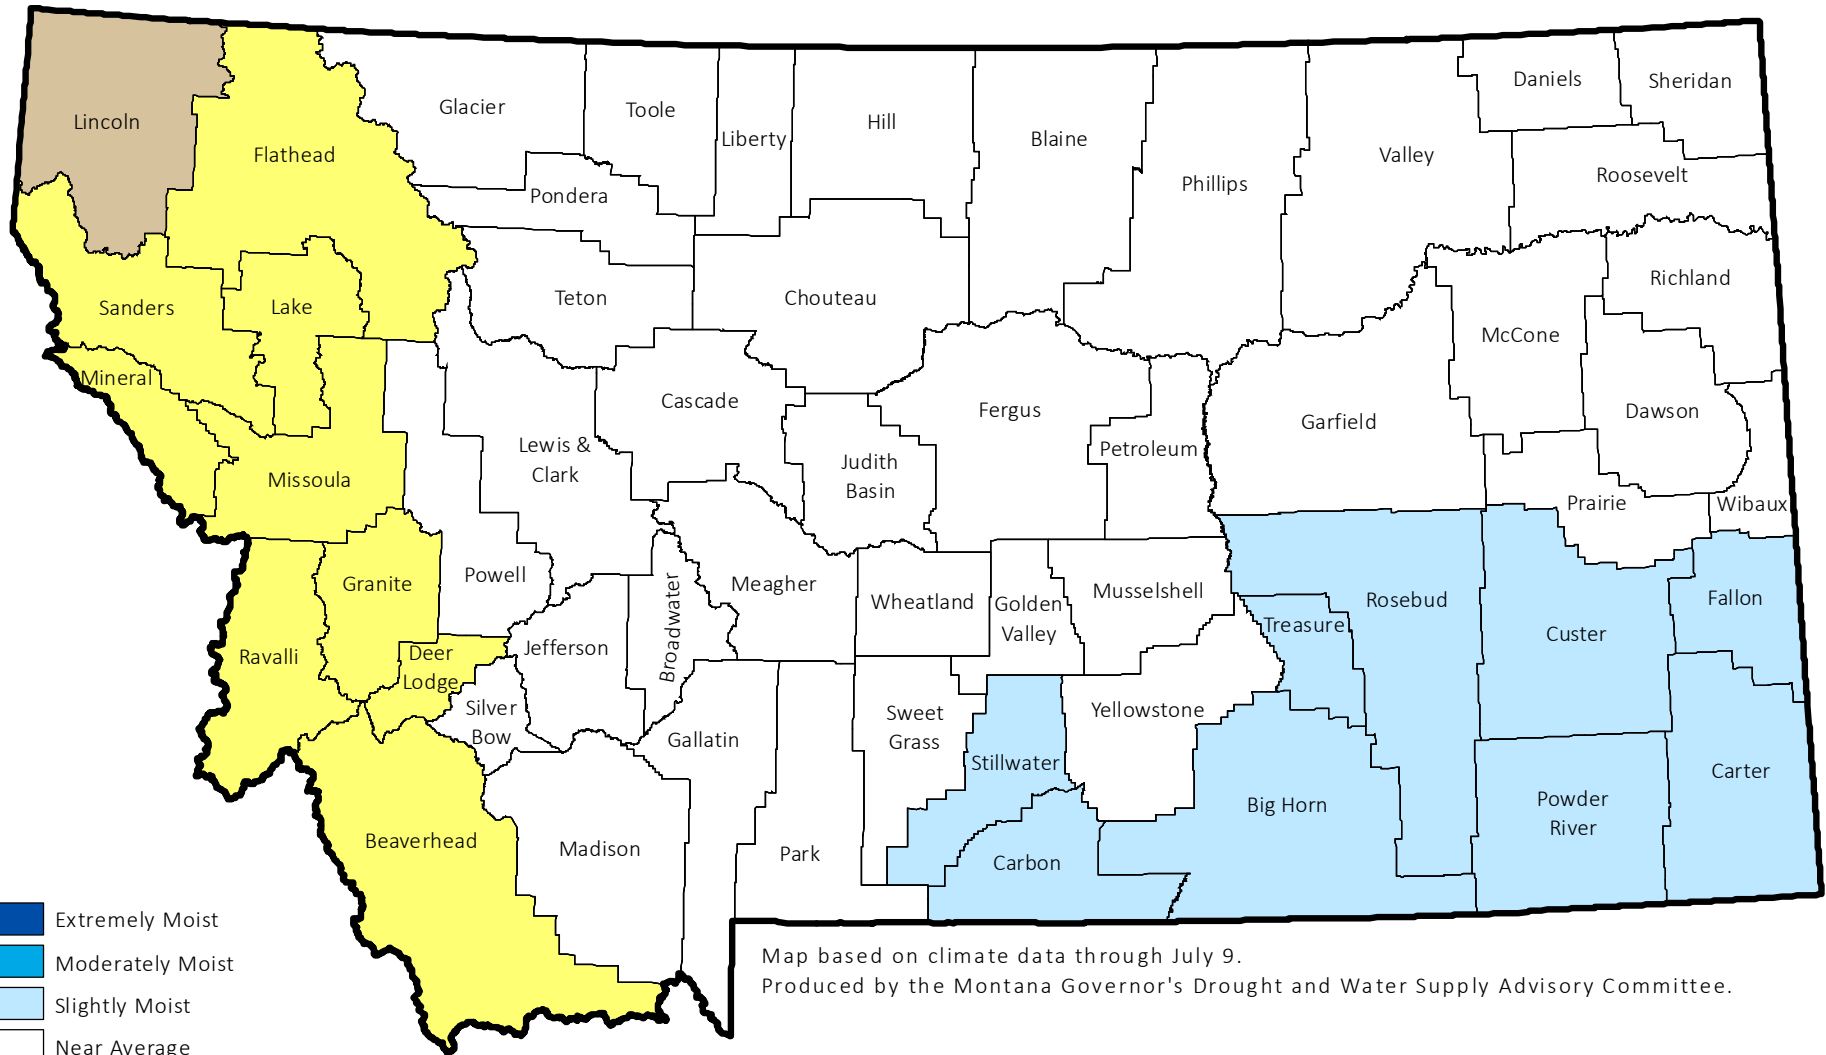 Lincoln
Flathead
Glacier
Toole
Liberty
Hill
Blaine
Phillips
Valley
Daniels
Sheridan
Roosevelt
Pondera
Sanders
Lake
Teton
Chouteau
Richland
McCone
Mineral
Cascade
Fergus
Garfield
Dawson
Missoula
Lewis &
Clark
Judith
Basin
Petroleum
Prairie
Wibaux
Granite
Powell
Broadwater
Meagher
Wheatland
Golden
Valley
Musselshell
Treasure
Rosebud
Custer
Fallon
Ravalli
Deer
Lodge
Jefferson
Silver
Bow
Gallatin
Sweet
Grass
Yellowstone
Stillwater
Beaverhead
Madison
Park
Carbon
Big Horn
Powder
River
Carter
Extremely Moist
Moderately Moist
Slightly Moist
Near Average
Map based on climate data through July 9.
Produced by the Montana Governor's Drought and Water Supply Advisory Committee.